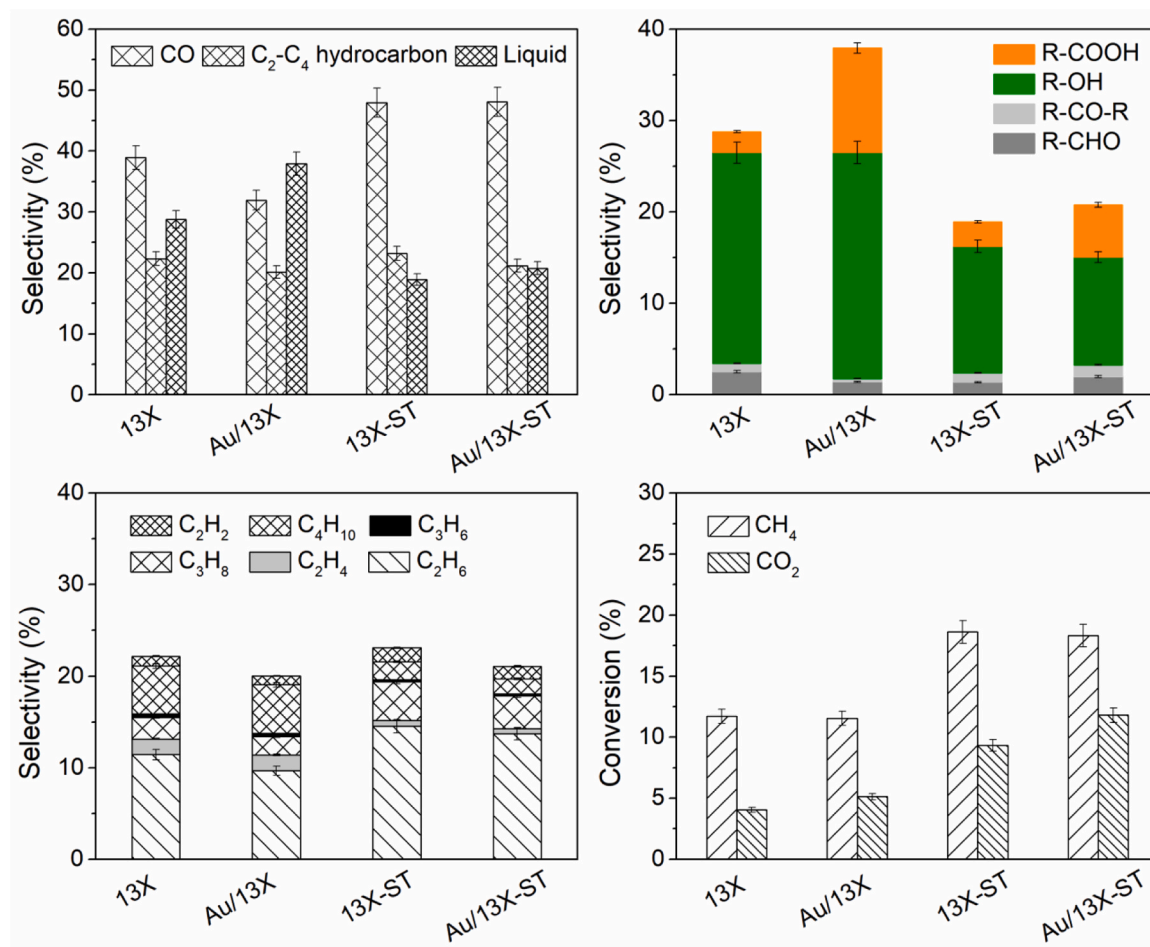 60
50
40
30
20
10
0
Selectivity (%)
CO C₂-C₄ hydrocarbon Liquid
13X Au/13X 13X-ST Au/13X-ST
40
30
20
10
0
Selectivity (%)
R-COOH
R-OH
R-CO-R
R-CHO
13X Au/13X 13X-ST Au/13X-ST
40
30
20
10
0
Selectivity (%)
C₂H₂ C₄H₁₀ C₃H₆
C₃H₈ C₂H₄ C₂H₆
13X Au/13X 13X-ST Au/13X-ST
30
25
20
15
10
5
0
Conversion (%)
CH₄
CO₂
13X Au/13X 13X-ST Au/13X-ST